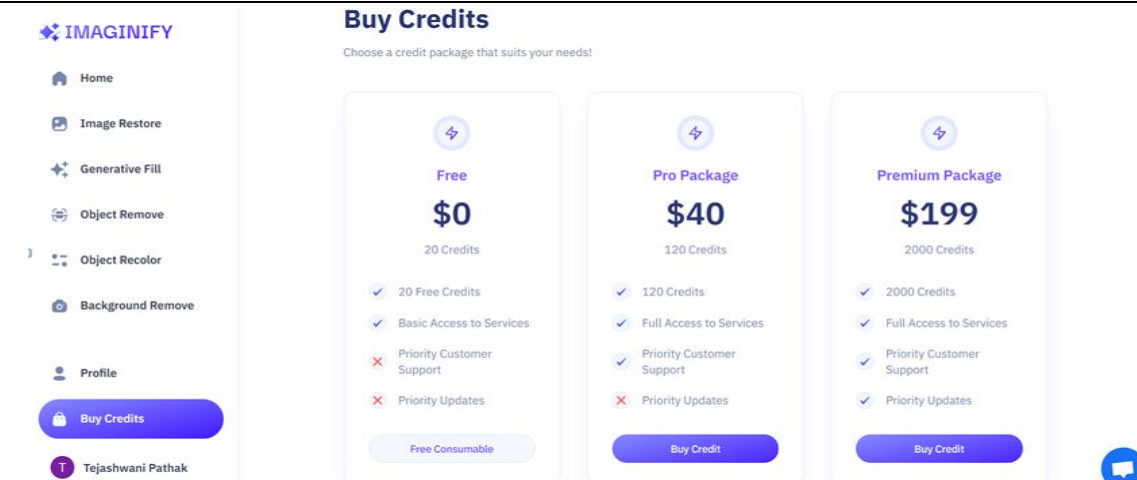 IMAGINIFY
Home
Image Restore
Generative Fill
Object Remove
Object Recolor
Background Remove
Profile
Buy Credits
T
Tejashwani Pathak
Buy Credits
Choose a credit package that suits your needs!
Free
$0
20 Credits
20 Free Credits
Basic Access to Services
Priority Customer
Support
Priority Updates
Free Consumable
Pro Package
$40
120 Credits
120 Credits
Full Access to Services
Priority Customer
Support
Priority Updates
Buy Credit
Premium Package
$199
2000 Credits
2000 Credits
Full Access to Services
Priority Customer
Support
Priority Updates
Buy Credit